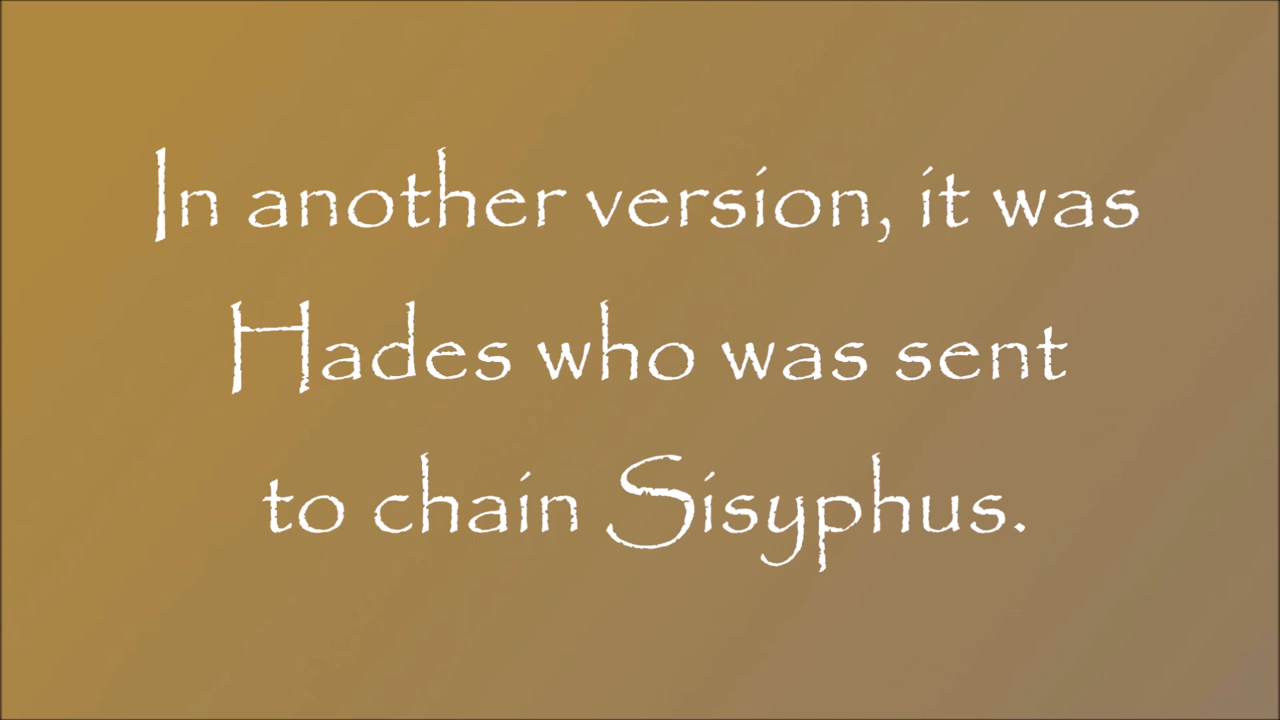 In another version, it was
Hades who was sent
to chain Sisyphus.